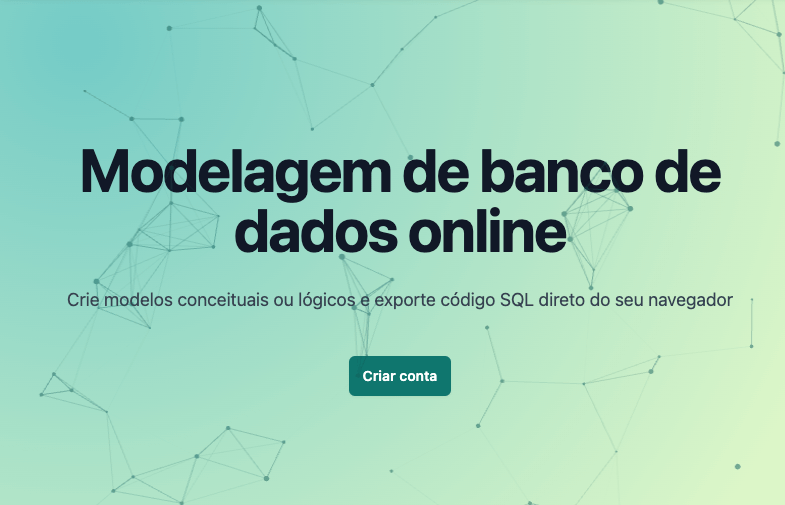 Modelagem de banco de
dados online
Crie modelos conceituais ou lógicos e exporte código SQL direto do seu navegador
Criar conta